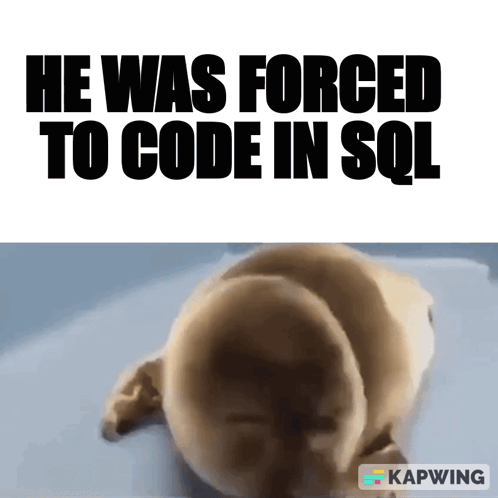 HE WAS FORCED
TO CODE IN SQL
KAPWING